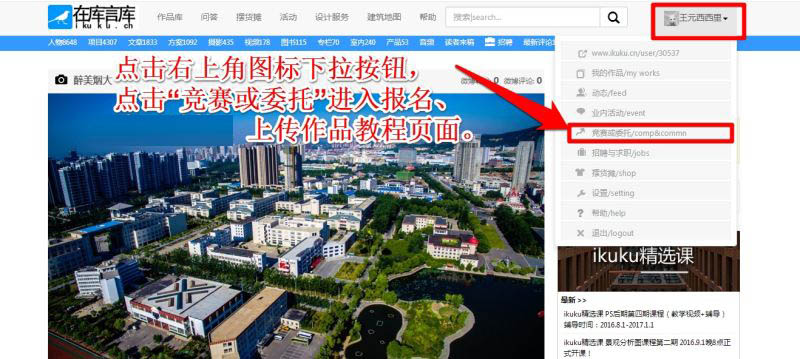 在库言库
ikuku.cn
作品库 问答 摆货摊 活动 设计服务 建筑地图 帮助 搜索|search...
王元西西里
人物8648 项目4307 文章1833 方案1092 摄影435 视频178 图书115 专栏70 室内240 产品53 音频 读者来稿 招聘 最新评论1
醉美烟大
微博转 0 微博评论: 0
点击右上角图标下拉按钮,
点击“竞赛或委托”进入报名、
上传作品教程页面。
www.ikuku.cn/user/30537
我的作品/my works
动态/feed
业内活动/event
竞赛或委托/comp&commn
招聘与求职/jobs
摆货摊/shop
设置/setting
帮助/help
退出/logout
ikuku精选课
最新 >>
ikuku精选课 PS后期第四期课程(教学视频+辅导)
辅导时间:2016.8.1-2017.1.1
ikuku精选课 景观分析图课程第二期 2016.9.1晚8点正
式开课!